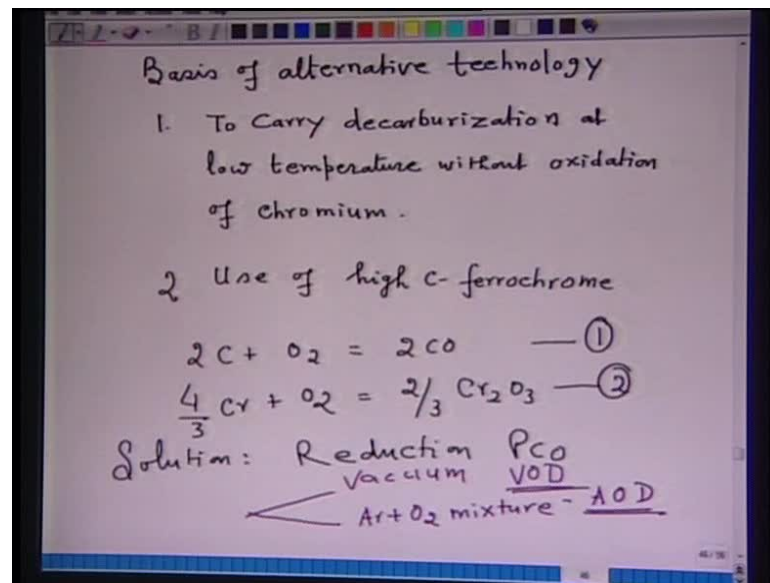 B I
Basis of alternative technology
1. To Carry decarburization at
low temperature without oxidation
of chromium.
2 Use of high C-ferrochrome
2C + O2 = 2CO —①
4/3 Cr + O2 = 2/3 Cr2O3 —②
Solution: Reduction PCO
Vaccum VOD
Ar+O2 mixture - AOD
46